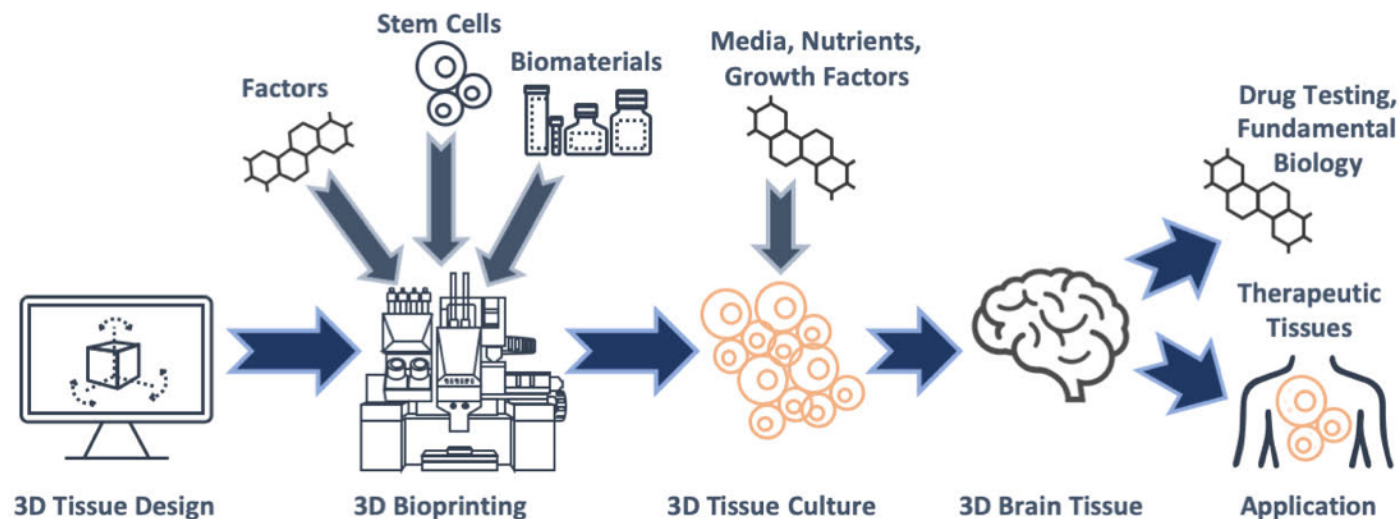 Stem Cells
Factors
Biomaterials
Media, Nutrients,
Growth Factors
Drug Testing,
Fundamental
Biology
Therapeutic
Tissues
3D Tissue Design
3D Bioprinting
3D Tissue Culture
3D Brain Tissue
Application